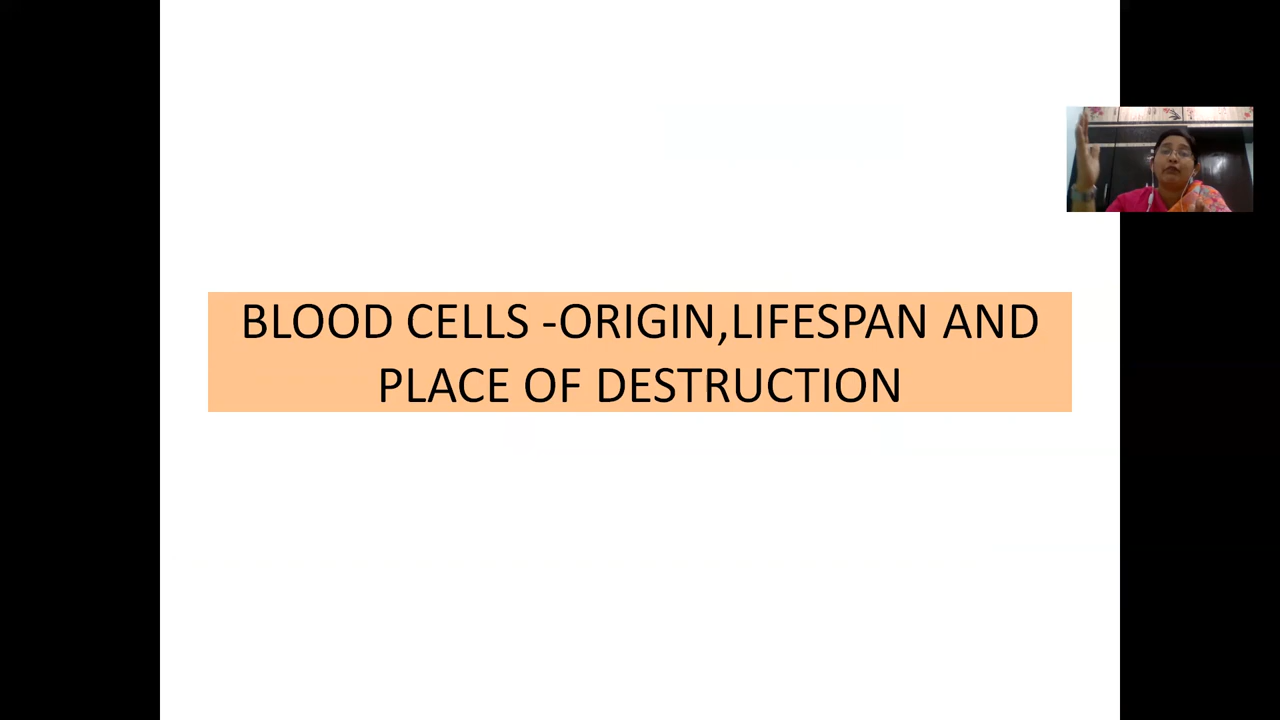 BLOOD CELLS -ORIGIN,LIFESPAN AND
PLACE OF DESTRUCTION